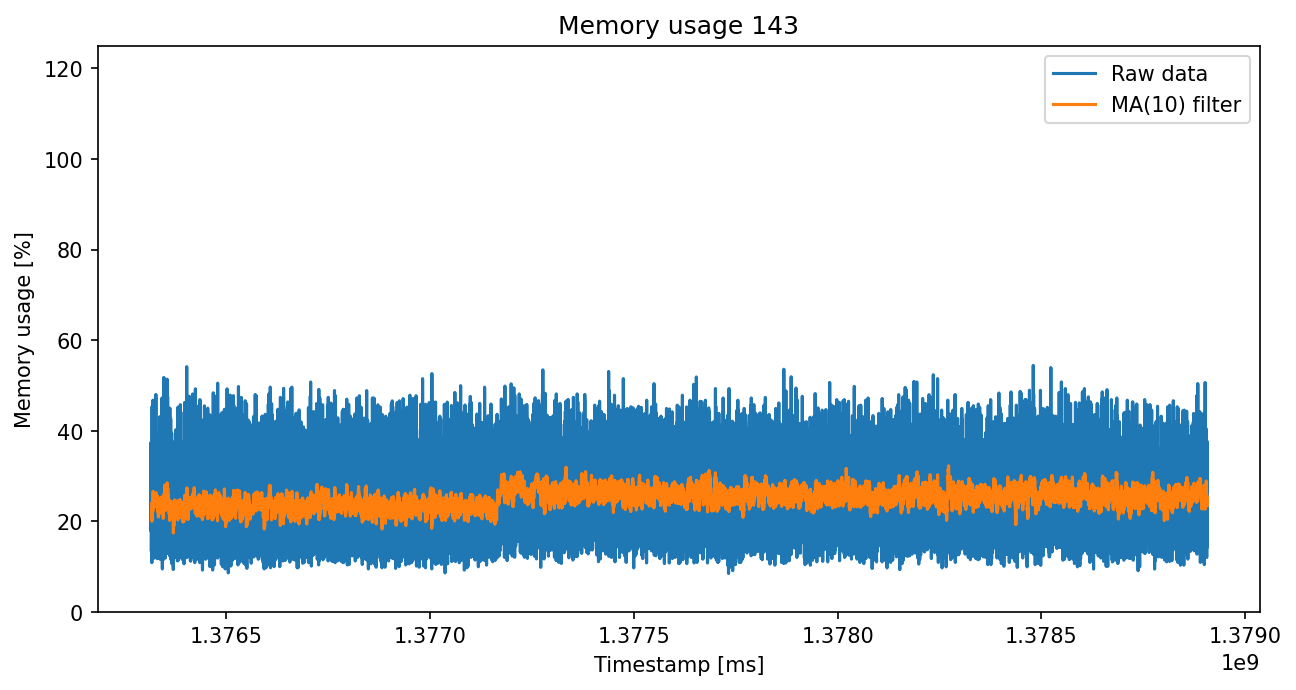 Memory usage 143
Raw data
MA(10) filter
Memory usage [%]
120
100
80
60
40
20
0
1.3765 1.3770 1.3775 1.3780 1.3785 1.3790
1e9
Timestamp [ms]